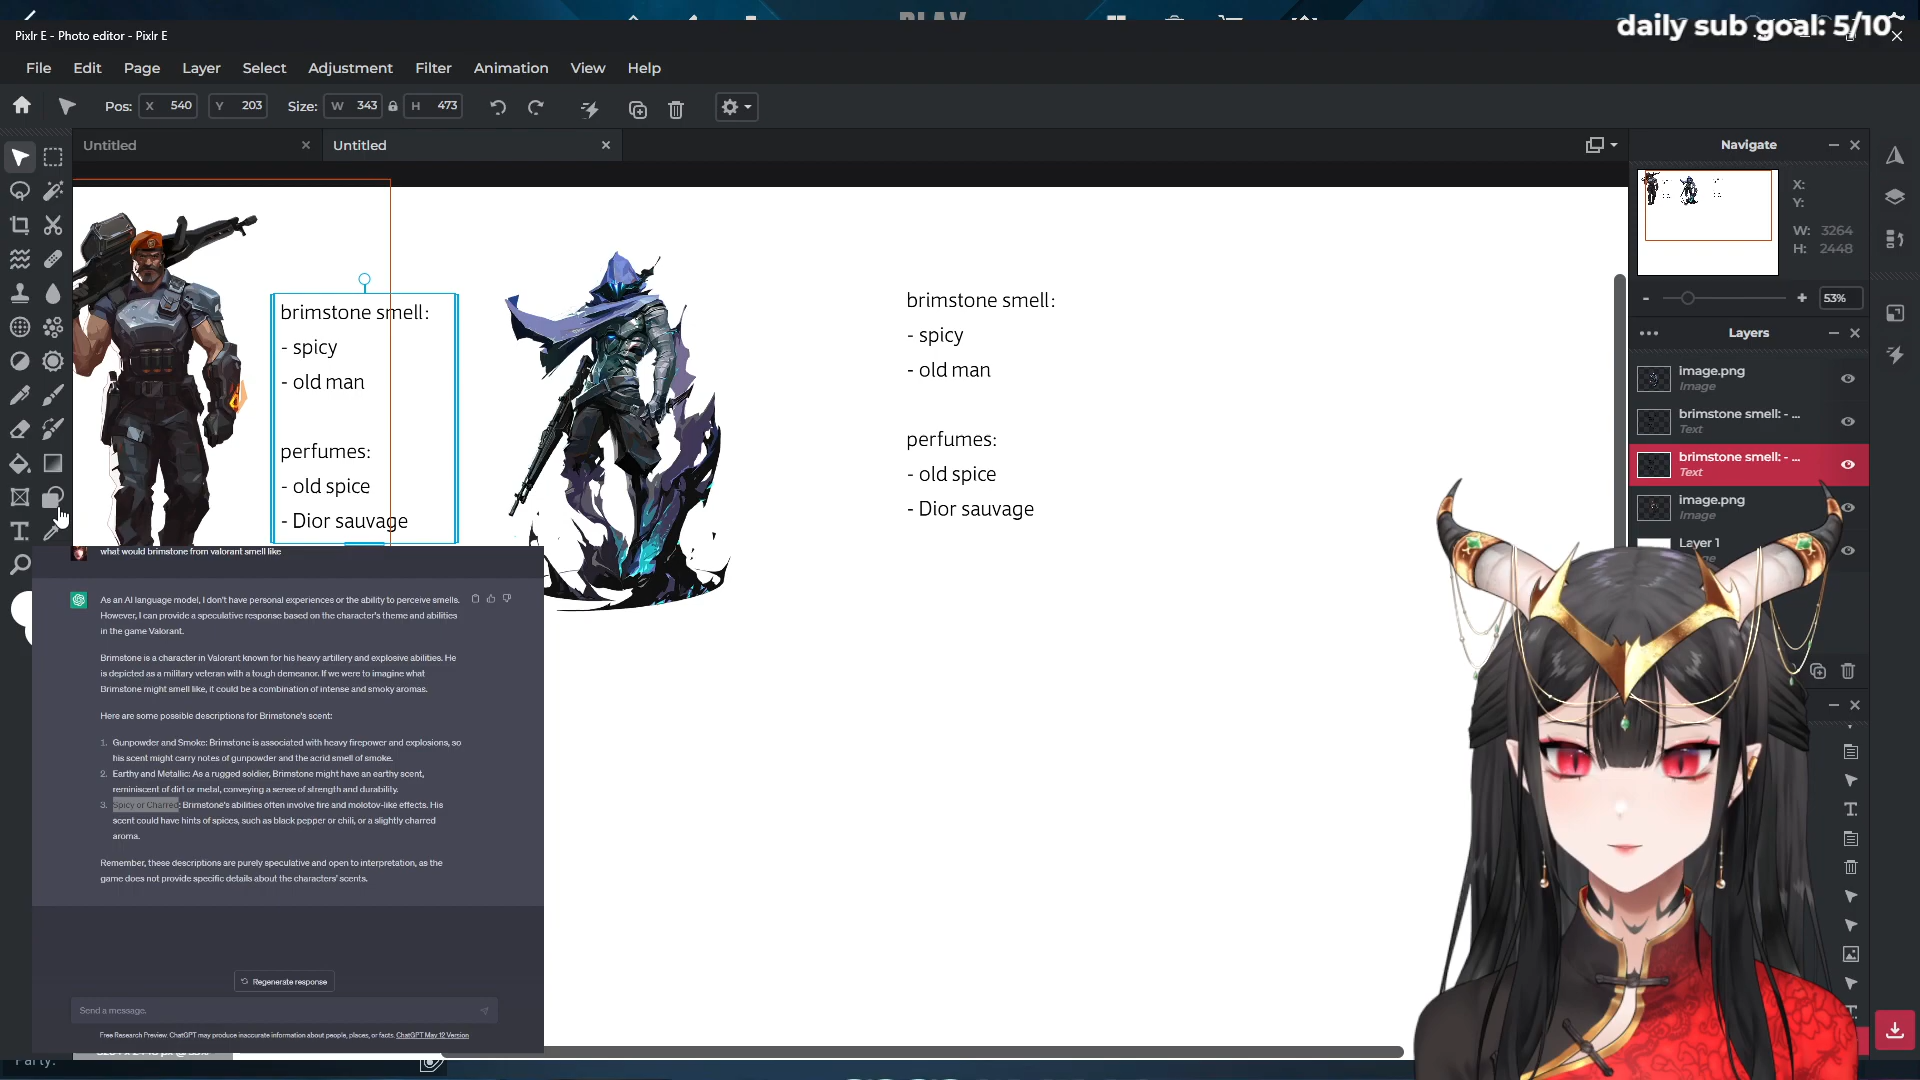 PLAY
daily sub goal: 5/10
Pixlr E - Photo editor - Pixlr E
File Edit Page Layer Select Adjustment Filter Animation View Help
Pos: X 540 Y 203 Size: W 343 H 473
Untitled Untitled
Navigate
X:
Y:
W: 3264
H: 2448
53%
Layers
image.png
Image
brimstone smell: - ...
Text
brimstone smell: - ...
Text
image.png
Image
Layer 1
brimstone smell:
- spicy
- old man
perfumes:
- old spice
- Dior sauvage
brimstone smell:
- spicy
- old man
perfumes:
- old spice
- Dior sauvage
what would brimstone from valorant smell like
As an AI language model, I don't have personal experiences or the ability to perceive smells.
However, I can provide a speculative response based on the character's theme and abilities
in the game Valorant.
Brimstone is a character in Valorant known for his heavy artillery and explosive abilities. He
is depicted as a military veteran with a tough demeanor. If we were to imagine what
Brimstone might smell like, it could be a combination of intense and smoky aromas.
Here are some possible descriptions for Brimstone's scent:
1. Gunpowder and Smoke: Brimstone is associated with heavy firepower and explosions, so
his scent might carry notes of gunpowder and the acrid smell of smoke.
2. Earthy and Metallic: As a rugged soldier, Brimstone might have an earthy scent,
reminiscent of dirt or metal, conveying a sense of strength and durability.
3. Spicy or Charred: Brimstone's abilities often involve fire and molotov-like effects. His
scent could have hints of spices, such as black pepper or chili, or a slightly charred
aroma.
Remember, these descriptions are purely speculative and open to interpretation, as the
game does not provide specific details about the characters' scents.
Regenerate response
Send a message.
Free Research Preview. ChatGPT may produce inaccurate information about people, places, or facts. ChatGPT May 12 Version
Party: